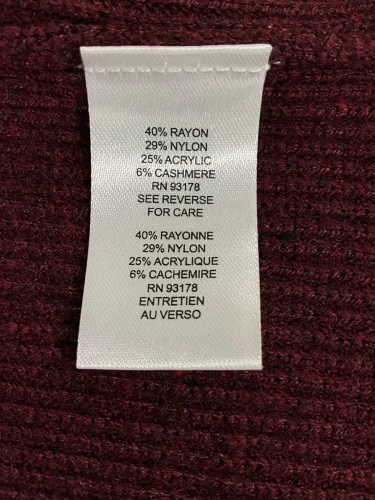 40% RAYON
29% NYLON
25% ACRYLIC
6% CASHMERE
RN 93178
SEE REVERSE
FOR CARE
40% RAYONNE
29% NYLON
25% ACRYLIQUE
6% CACHEMIRE
RN 93178
ENTRETIEN
AU VERSO